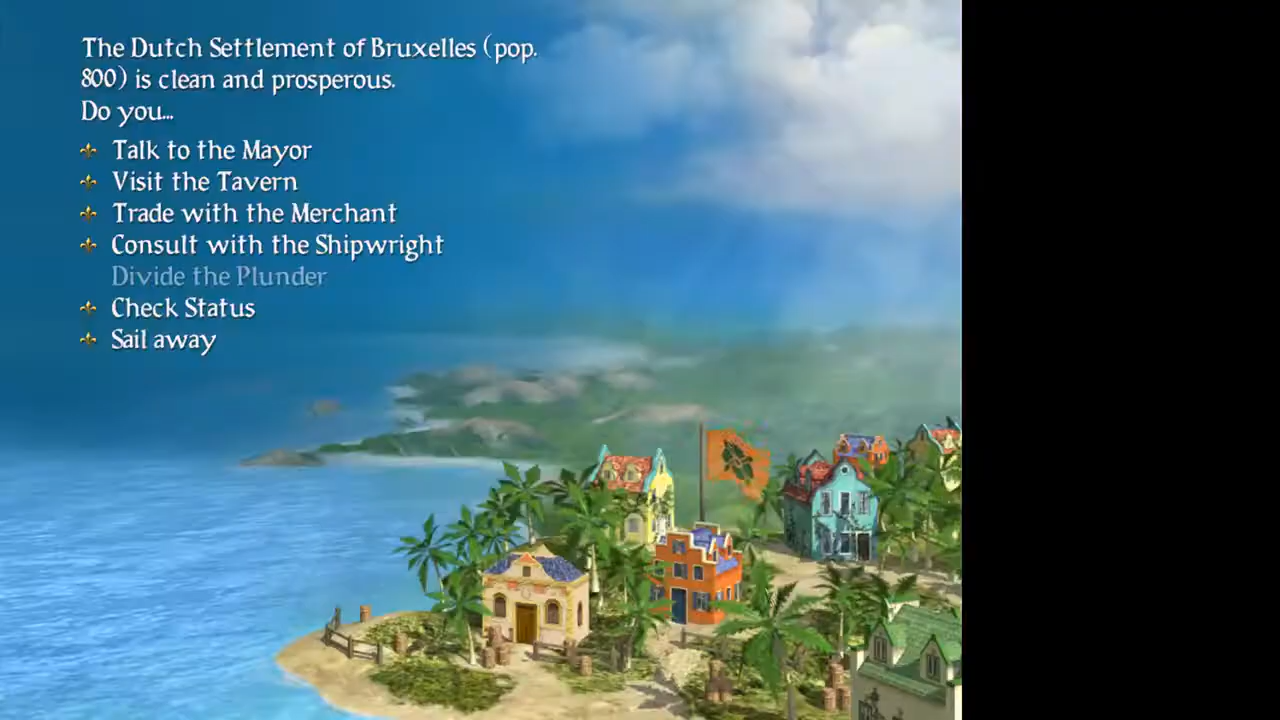 The Dutch Settlement of Bruxelles (pop.
800) is clean and prosperous.
Do you...
Talk to the Mayor
Visit the Tavern
Trade with the Merchant
Consult with the Shipwright
Divide the Plunder
Check Status
Sail away